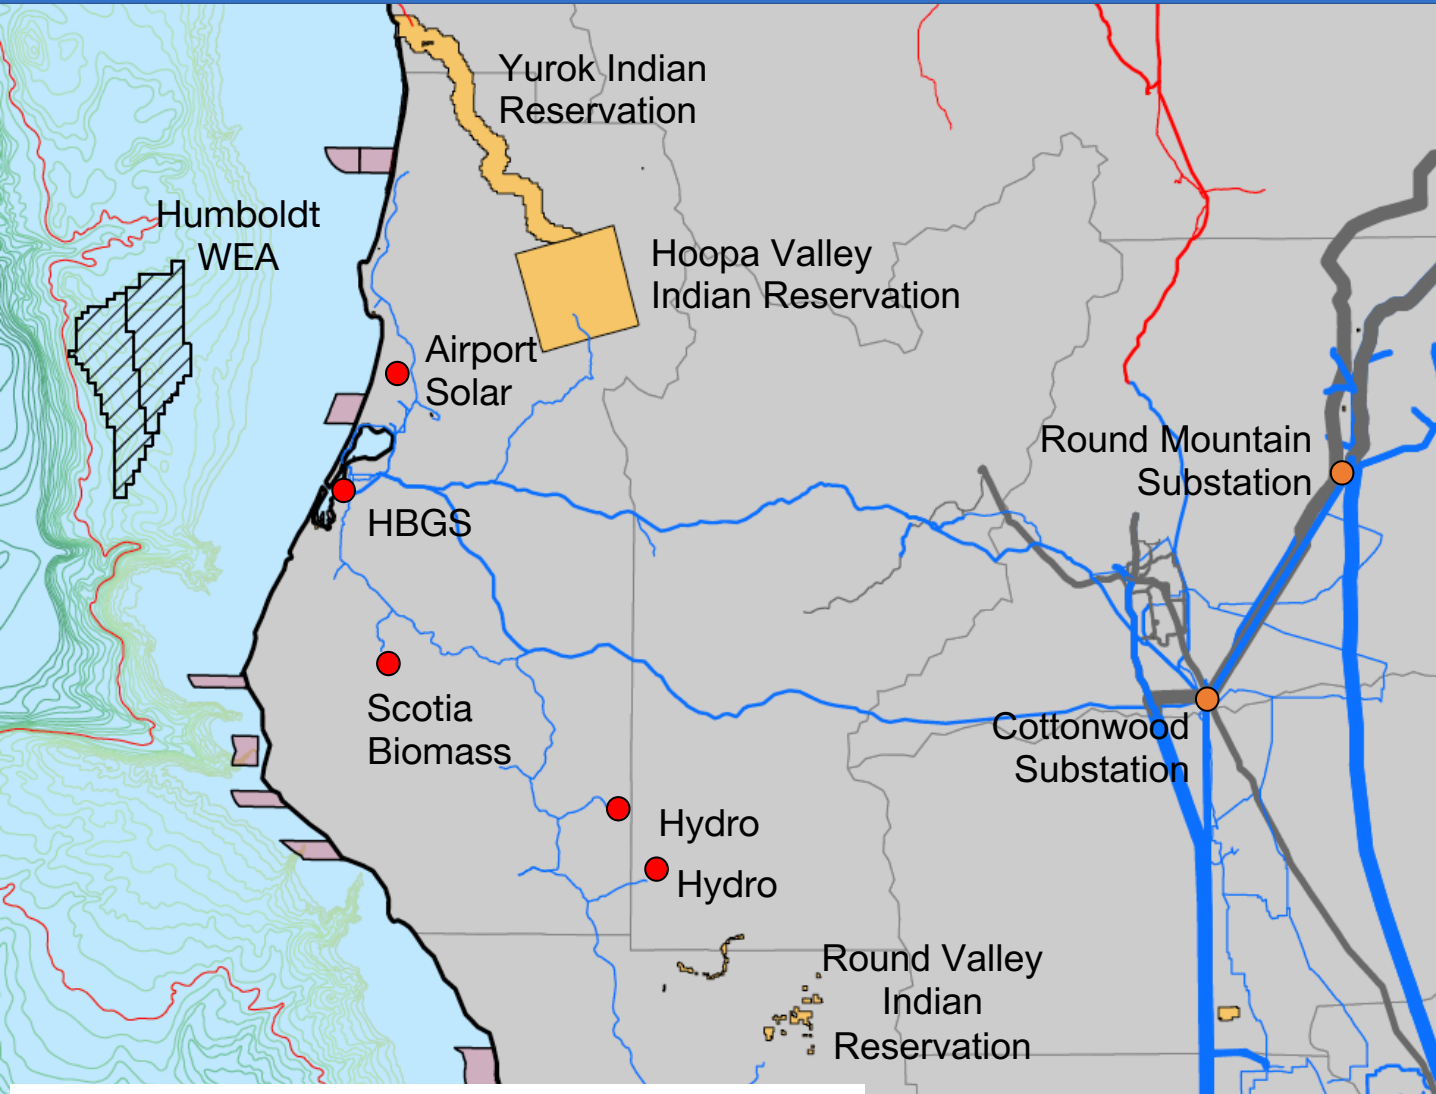 Yurok Indian
Reservation
Humboldt
WEA
Hoopa Valley
Indian Reservation
Airport
Solar
Round Mountain
Substation
HBGS
Scotia
Biomass
Cottonwood
Substation
Hydro
Hydro
Round Valley
Indian
Reservation